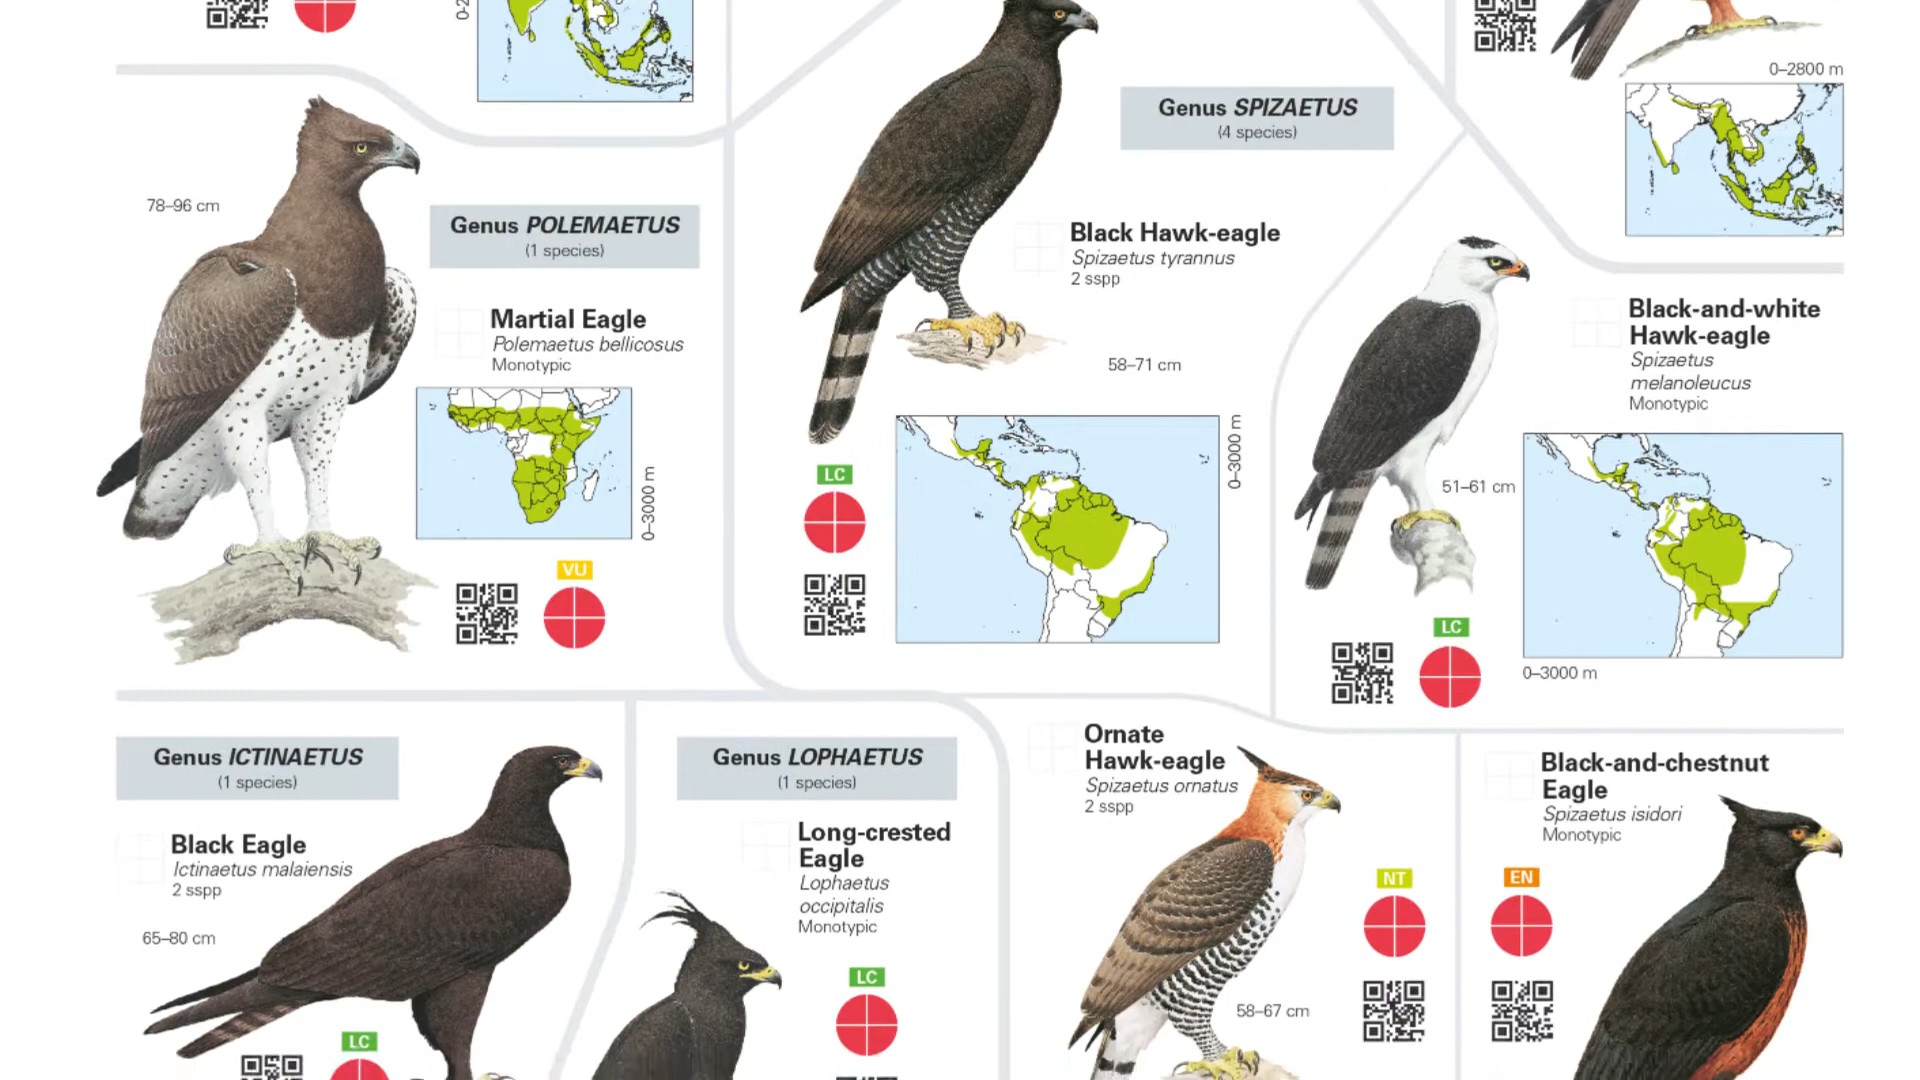 0–2
0–2800 m
78–96 cm
Genus POLEMAETUS
(1 species)
Martial Eagle
Polemaetus bellicosus
Monotypic
0–3000 m
VU
Genus SPIZAETUS
(4 species)
Black Hawk-eagle
Spizaetus tyrannus
2 sspp
58–71 cm
0–3000 m
LC
Black-and-white
Hawk-eagle
Spizaetus
melanoleucus
Monotypic
51–61 cm
LC
0–3000 m
Genus ICTINAETUS
(1 species)
Black Eagle
Ictinaetus malaiensis
2 sspp
65–80 cm
LC
Genus LOPHAETUS
(1 species)
Long-crested
Eagle
Lophaetus
occipitalis
Monotypic
LC
Ornate
Hawk-eagle
Spizaetus ornatus
2 sspp
58–67 cm
NT
Black-and-chestnut
Eagle
Spizaetus isidori
Monotypic
EN